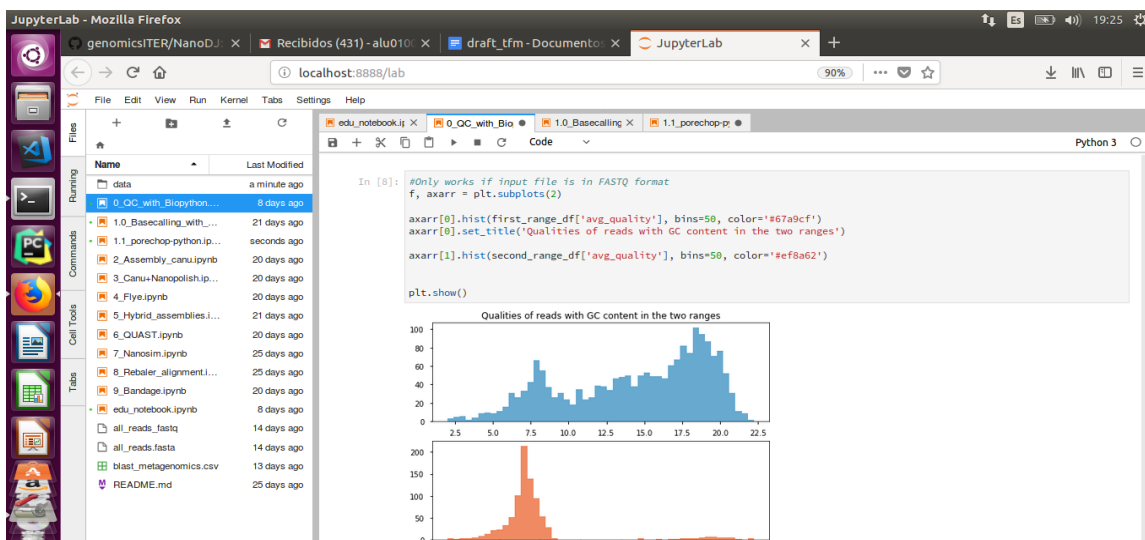 JupyterLab - Mozilla Firefox
Es
19:25
genomicsITER/NanoDJ:
Recibidos (431) - alu010
draft_tfm - Documentos
JupyterLab
localhost:8888/lab
90%
File Edit View Run Kernel Tabs Settings Help
Files
Running
Commands
Cell Tools
Tabs
Name
Last Modified
data a minute ago
0_QC_with_Biopython.... 8 days ago
1.0_Basecalling_with_... 21 days ago
1.1_porechop-python.ip... seconds ago
2_Assembly_canu.ipynb 20 days ago
3_Canu+Nanopolish.ip... 20 days ago
4_Flye.ipynb 20 days ago
5_Hybrid_assemblies.i... 21 days ago
6_QUAST.ipynb 20 days ago
7_Nanosim.ipynb 25 days ago
8_Rebaler_alignment.i... 25 days ago
9_Bandage.ipynb 20 days ago
edu_notebook.ipynb 8 days ago
all_reads_fastq 14 days ago
all_reads.fasta 14 days ago
blast_metagenomics.csv 13 days ago
README.md 25 days ago
edu_notebook.ip
0_QC_with_Bio
1.0_Basecalling
1.1_porechop-py
Code
Python 3
In [8]:
#Only works if input file is in FASTQ format
f, axarr = plt.subplots(2)
axarr[0].hist(first_range_df['avg_quality'], bins=50, color='#67a9cf')
axarr[0].set_title('Qualities of reads with GC content in the two ranges')
axarr[1].hist(second_range_df['avg_quality'], bins=50, color='#ef8a62')
plt.show()
Qualities of reads with GC content in the two ranges
100
80
60
40
20
0
2.5 5.0 7.5 10.0 12.5 15.0 17.5 20.0 22.5
200
150
100
50
PC